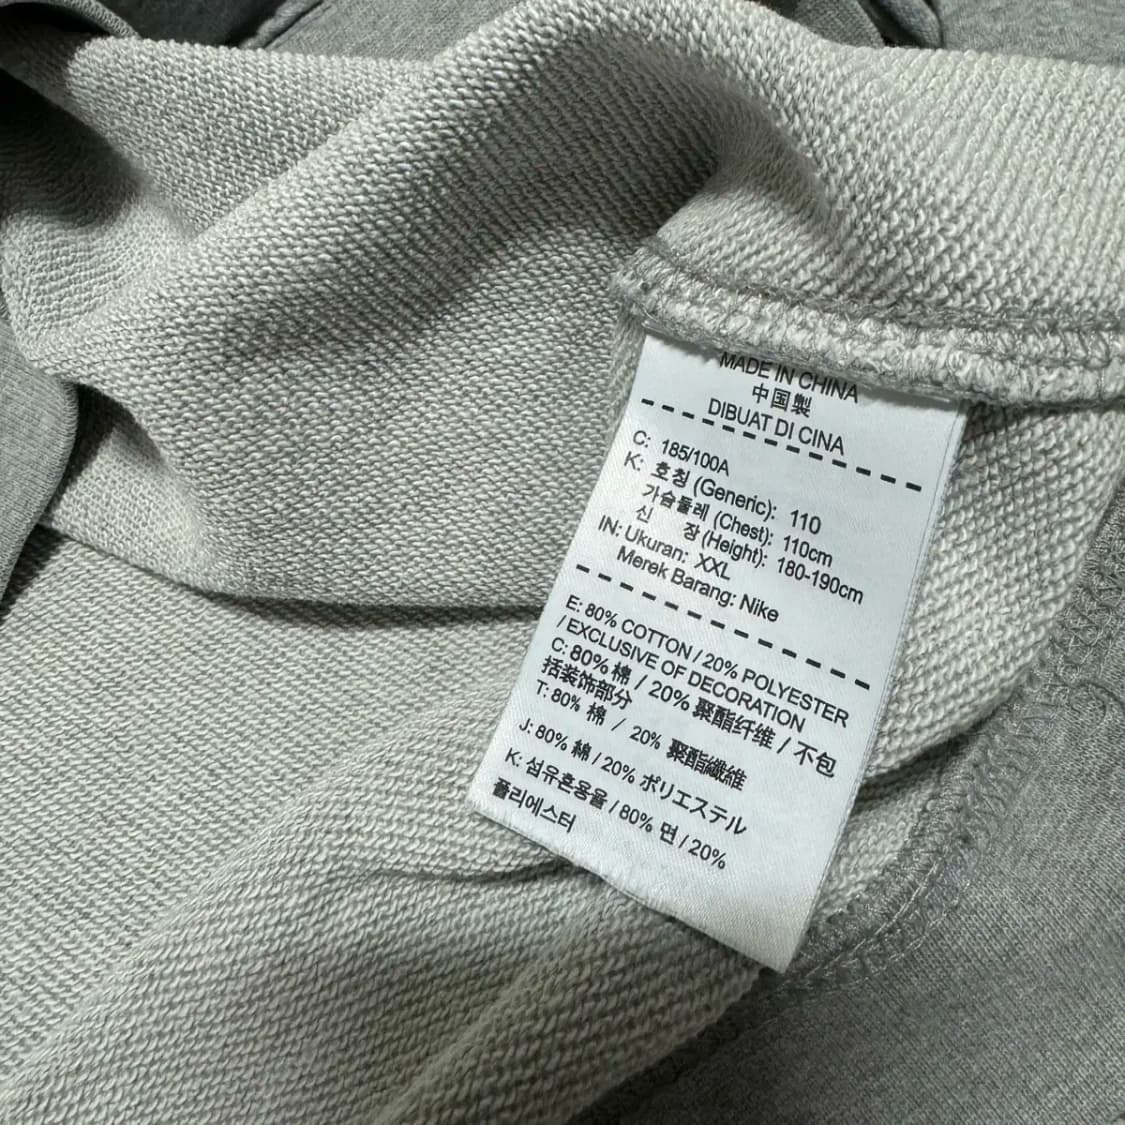 MADE IN CHINA
中国製
DIBUAT DI CINA
C: 185/100A
K: 호칭 (Generic): 110
가슴둘레 (Chest): 110cm
신 장 (Height): 180-190cm
IN: Ukuran: XXL
Merek Barang: Nike
E: 80% COTTON / 20% POLYESTER
/ EXCLUSIVE OF DECORATION
C: 80% 棉 / 20% 聚酯纤维 / 不包
括装饰部分
T: 80% 棉 / 20% 聚酯纖維
J: 80% 綿 / 20% ポリエステル
K: 섬유혼용율 / 80% 면 / 20%
폴리에스터